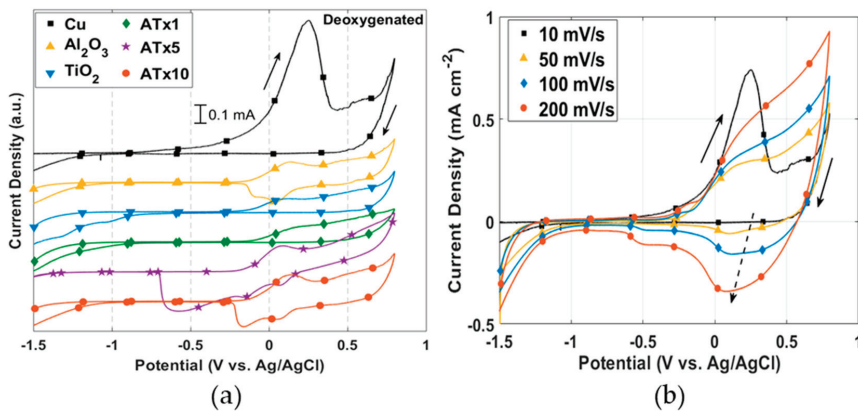 Deoxygenated
Cu
Al2O3
TiO2
ATx1
ATx5
ATx10
0.1 mA
Current Density (a.u.)
-1.5 -1 -0.5 0 0.5 1
Potential (V vs. Ag/AgCl)
(a)
10 mV/s
50 mV/s
100 mV/s
200 mV/s
Current Density (mA cm-2)
1
0.5
0
-0.5
-1.5 -1 -0.5 0 0.5 1
Potential (V vs. Ag/AgCl)
(b)